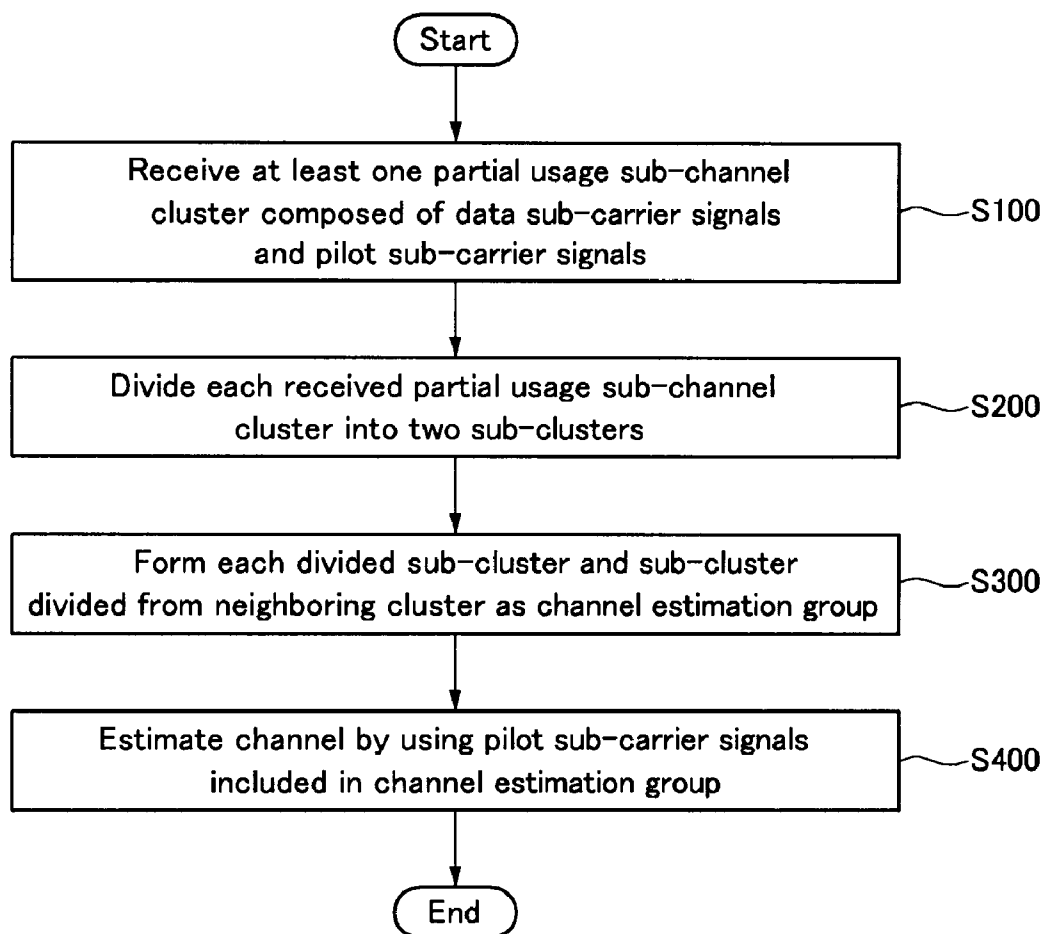 Start
Receive at least one partial usage sub-channel
cluster composed of data sub-carrier signals
and pilot sub-carrier signals
S100
Divide each received partial usage sub-channel
cluster into two sub-clusters
S200
Form each divided sub-cluster and sub-cluster
divided from neighboring cluster as channel estimation group
S300
Estimate channel by using pilot sub-carrier signals
included in channel estimation group
S400
End